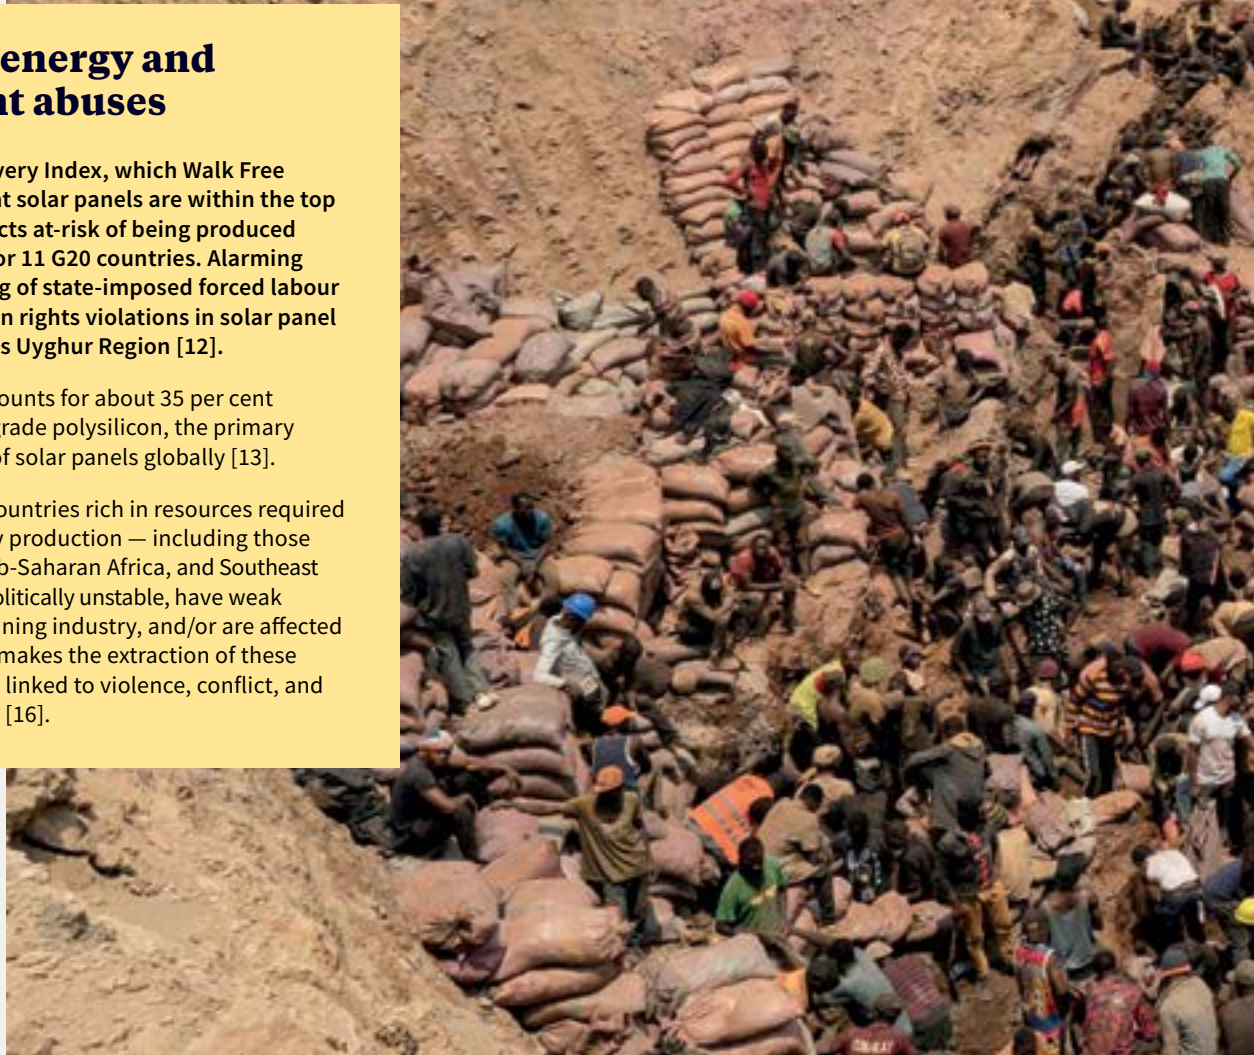 energy and
nt abuses
very Index, which Walk Free
at solar panels are within the top
cts at-risk of being produced
or 11 G20 countries. Alarming
g of state-imposed forced labour
n rights violations in solar panel
s Uyghur Region [12].
ounts for about 35 per cent
grade polysilicon, the primary
of solar panels globally [13].
ountries rich in resources required
y production — including those
b-Saharan Africa, and Southeast
olitically unstable, have weak
ning industry, and/or are affected
makes the extraction of these
linked to violence, conflict, and
[16].